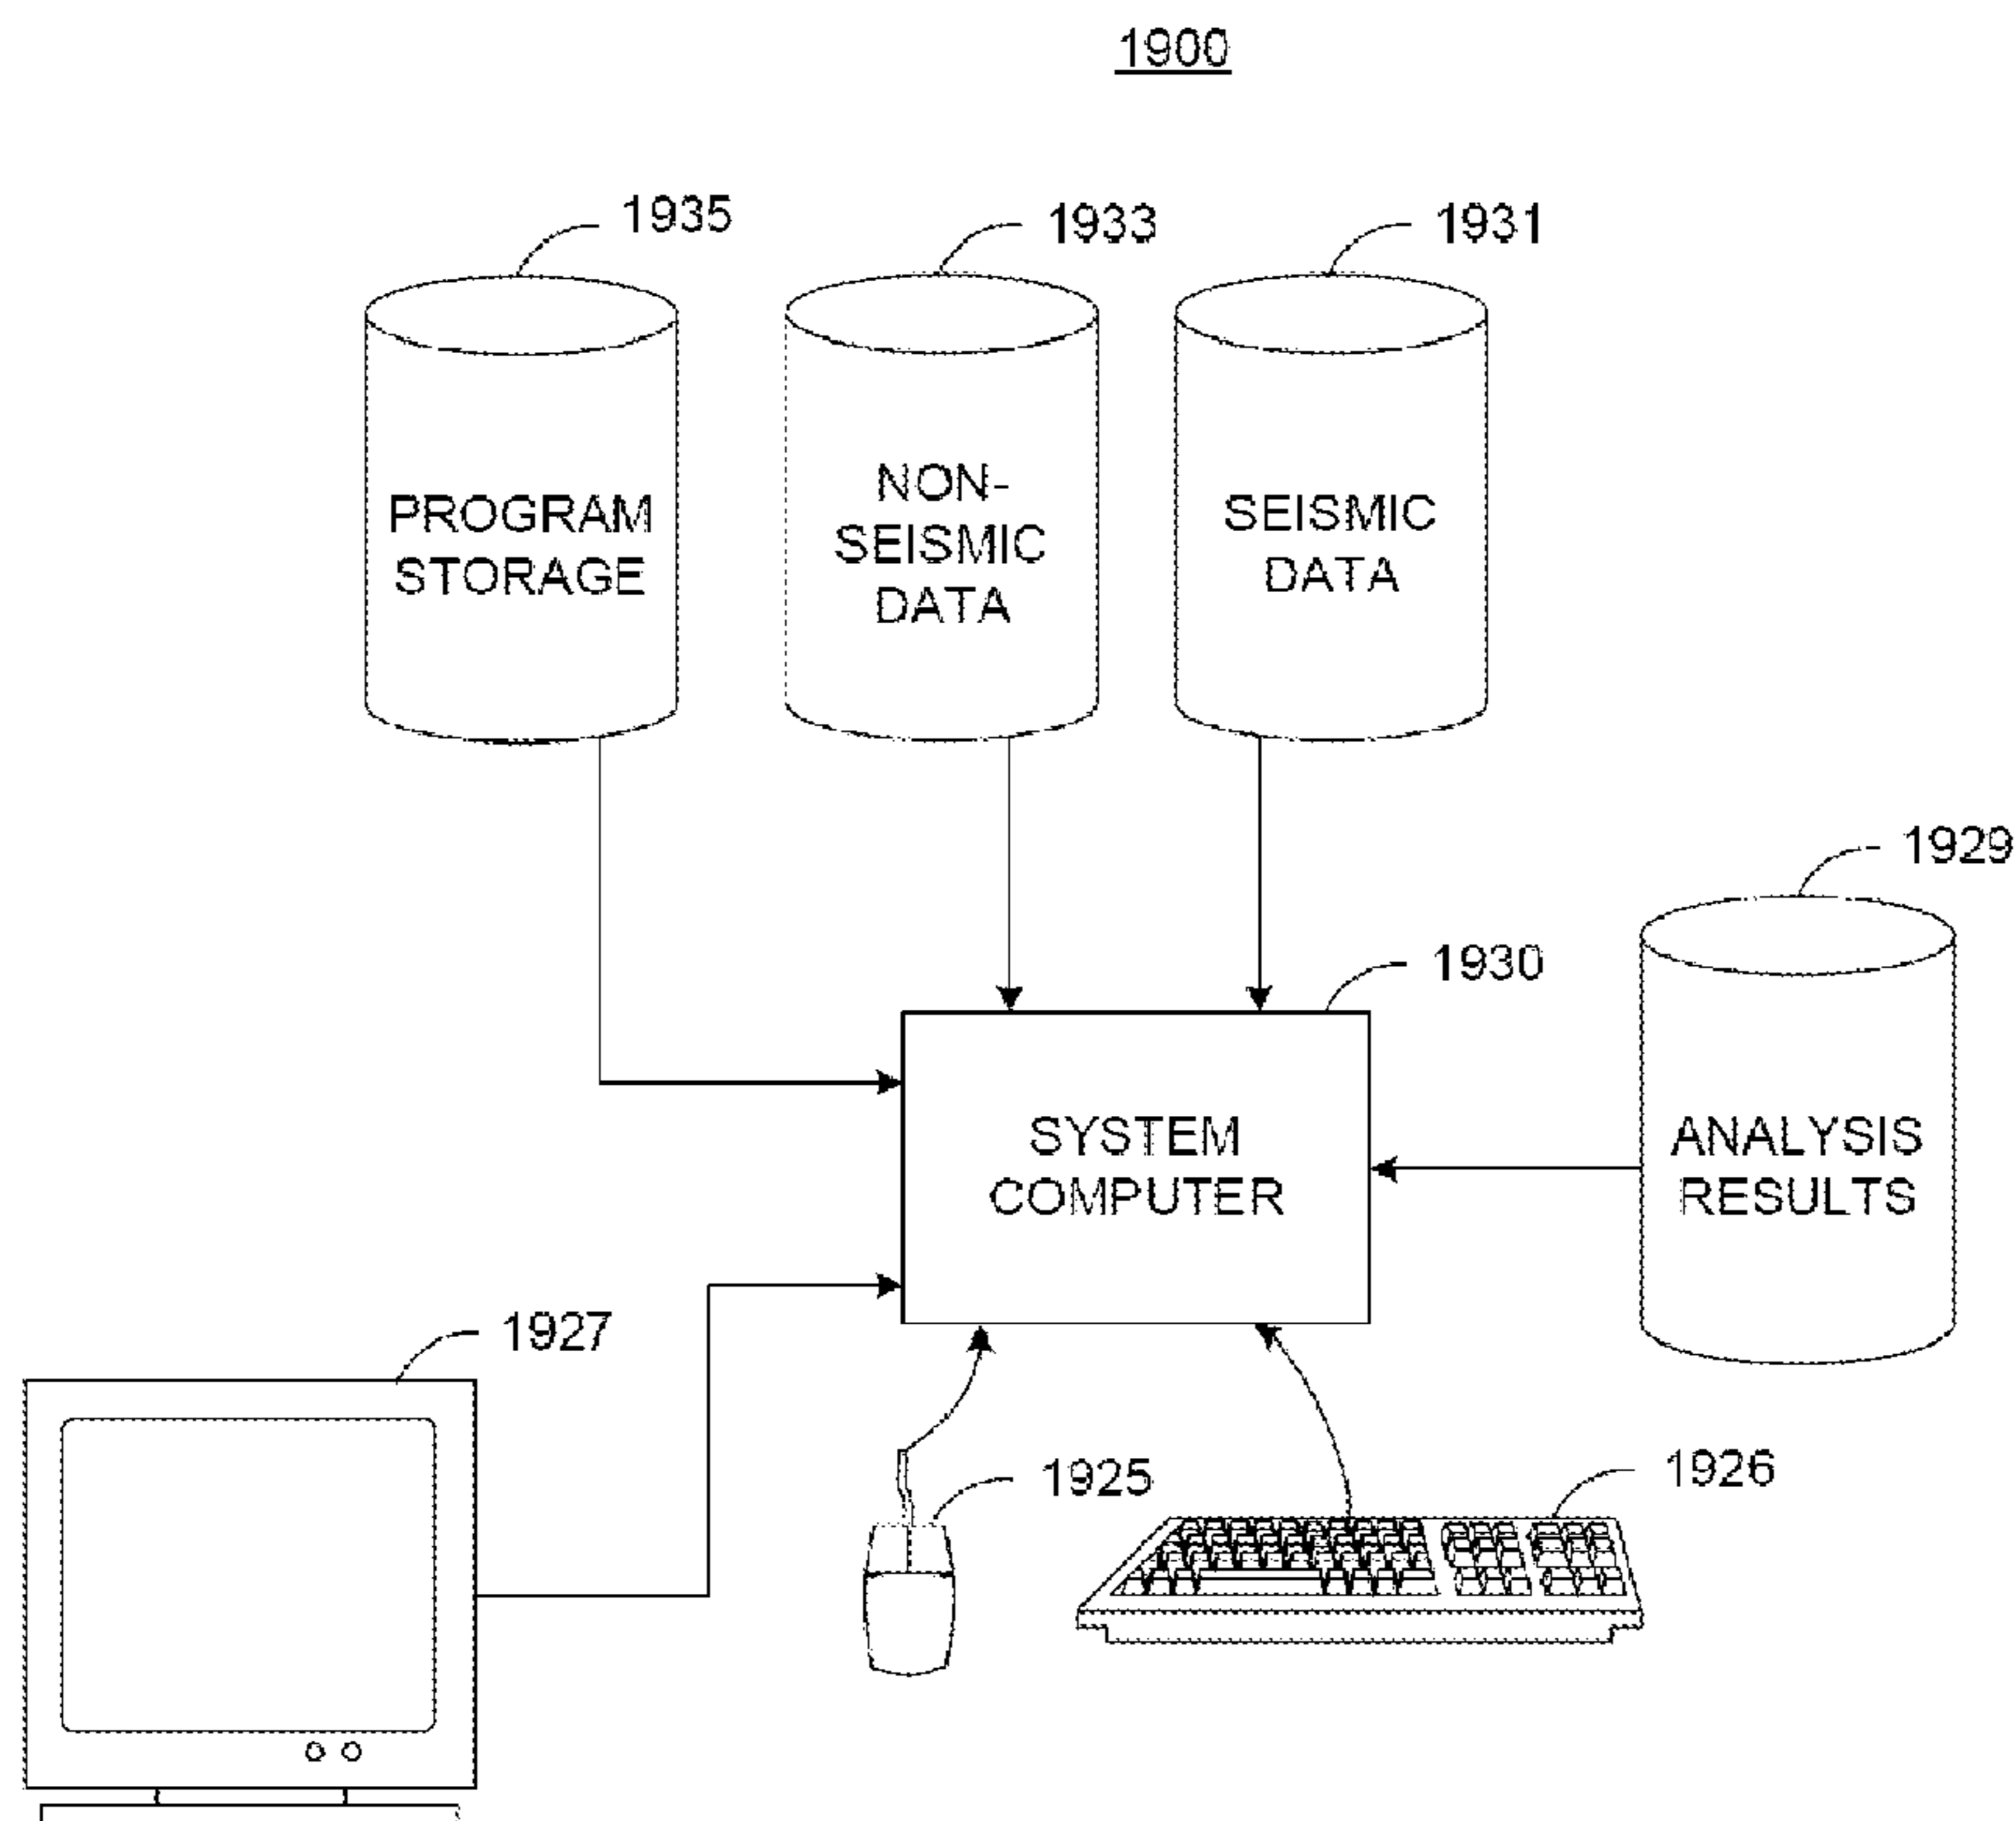 1900
1935
1933
1931
PROGRAM
STORAGE
NON-
SEISMIC
DATA
SEISMIC
DATA
1929
1930
SYSTEM
COMPUTER
ANALYSIS
RESULTS
1927
1925
1926